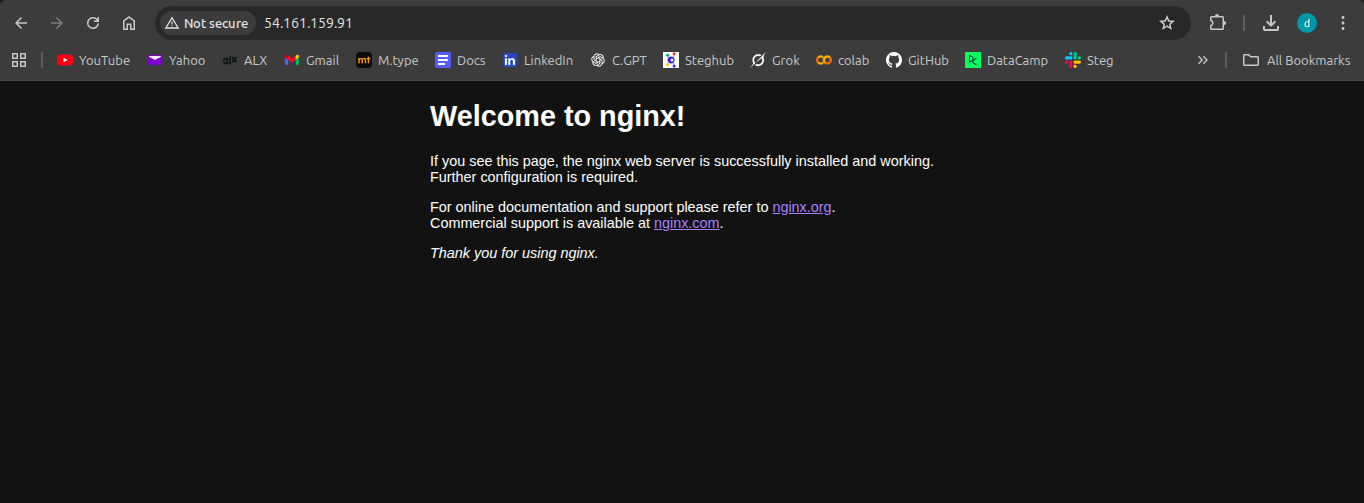 Not secure 54.161.159.91
d
YouTube Yahoo alx ALX Gmail mt M.type Docs in LinkedIn C.GPT Steghub Grok colab GitHub DataCamp Steg All Bookmarks
Welcome to nginx!
If you see this page, the nginx web server is successfully installed and working.
Further configuration is required.
For online documentation and support please refer to nginx.org.
Commercial support is available at nginx.com.
Thank you for using nginx.